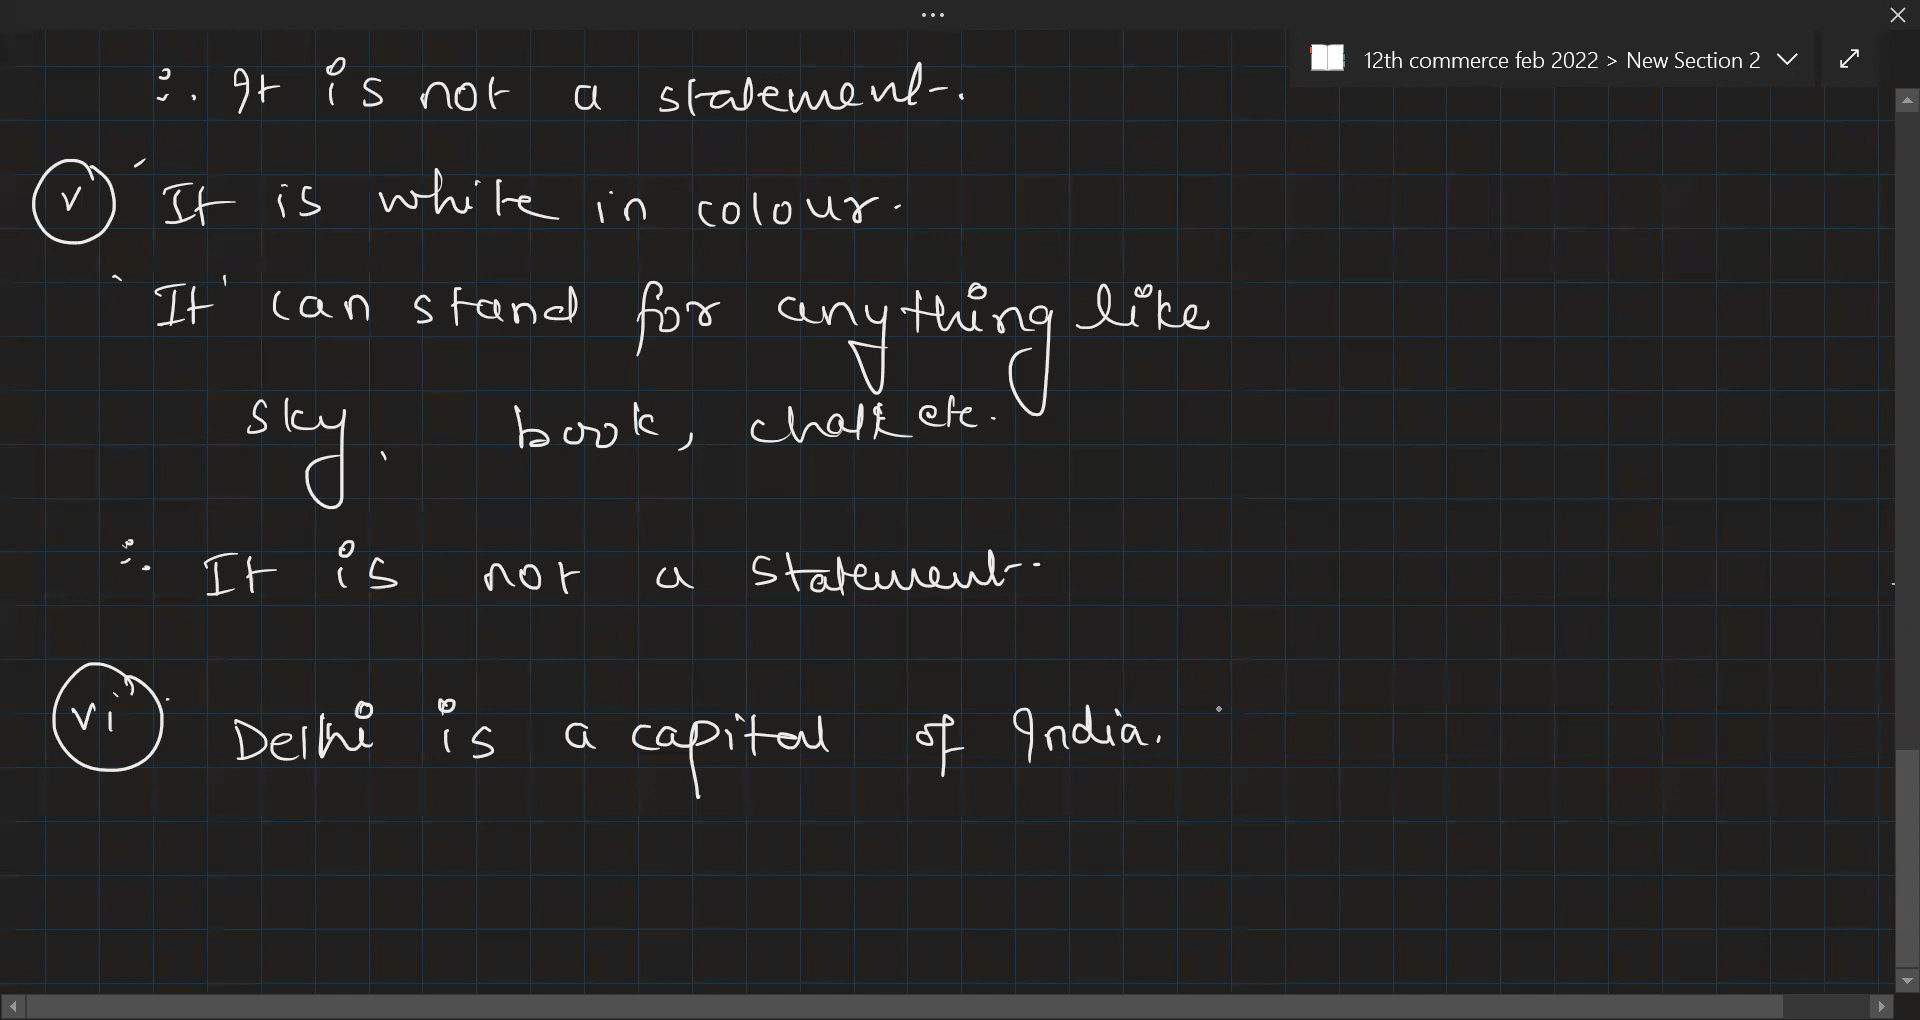 12th commerce feb 2022 > New Section 2
∴ It is not a statement.
v It is white in colour.
'It' can stand for anything like
sky, book, chalk etc.
∴ It is not a statement.
vi Delhi is a capital of India.